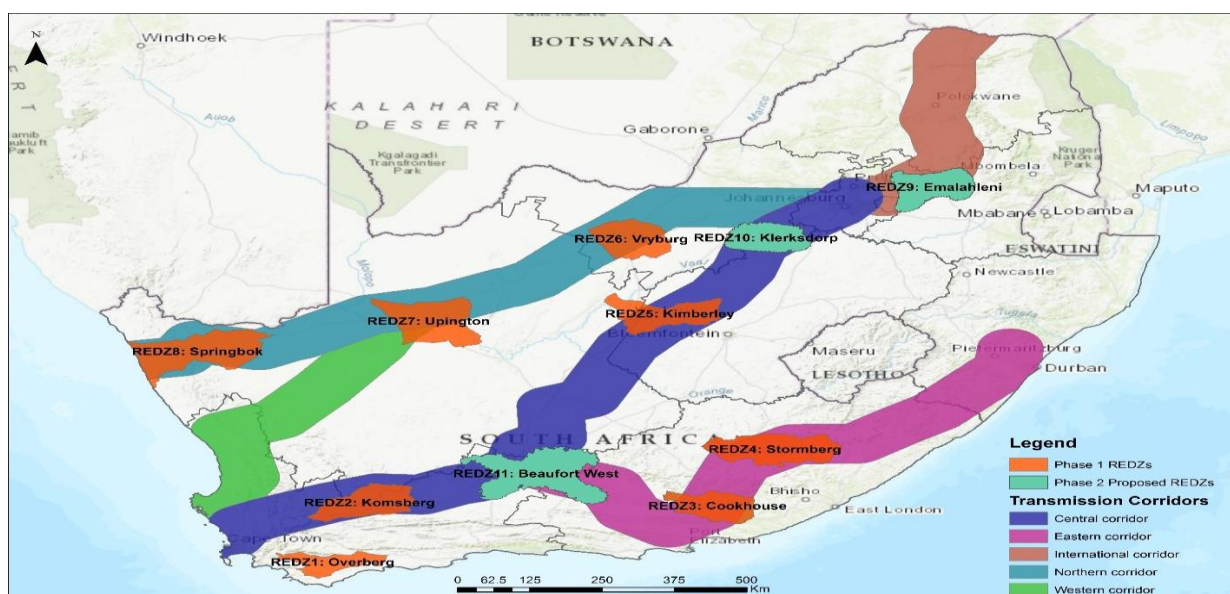 Windhoek
BOTSWANA
N
KALAHARI
DESERT
Auob
Kgalagadi
Transfrontier
Park
Gaborone
Marico
Polokwane
Limpopo
Kruger
National
Park
Mbombela
Maputo
REDZ9: Emalahleni
Johannesburg
Mbabane
Lobamba
ESWATINI
REDZ6: Vryburg
REDZ10: Klerksdorp
Vaal
Molopo
Newcastle
REDZ7: Upington
REDZ5: Kimberley
Bloemfontein
Tugela
REDZ8: Springbok
Maseru
LESOTHO
Pietermaritzburg
Durban
Orange
SOUTH AFRICA
REDZ4: Stormberg
REDZ11: Beaufort West
REDZ2: Komsberg
REDZ3: Cookhouse
Bhisho
East London
Port
Elizabeth
Cape Town
REDZ1: Overberg
0 62.5 125 250 375 500
Km
Legend
Phase 1 REDZs
Phase 2 Proposed REDZs
Transmission Corridors
Central corridor
Eastern corridor
International corridor
Northern corridor
Western corridor